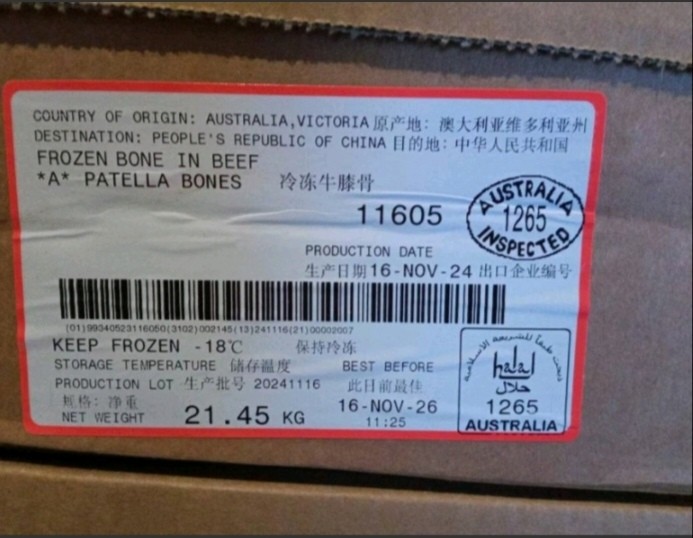 COUNTRY OF ORIGIN: AUSTRALIA,VICTORIA 原产地: 澳大利亚维多利亚州
DESTINATION: PEOPLE'S REPUBLIC OF CHINA 目的地: 中华人民共和国
FROZEN BONE IN BEEF
*A* PATELLA BONES 冷冻牛膝骨
11605
AUSTRALIA
1265
INSPECTED
PRODUCTION DATE
生产日期 16-NOV-24 出口企业编号
(01)99340523116050(3102)002145(13)241116(21)00002007
KEEP FROZEN -18℃ 保持冷冻
STORAGE TEMPERATURE 储存温度 BEST BEFORE
PRODUCTION LOT 生产批号 20241116 此日前最佳
规格: 净重 16-NOV-26
NET WEIGHT 21.45 KG 11:25
ذبحت طبقاً للشريعة الاسلامية
halal
حلال
1265
AUSTRALIA